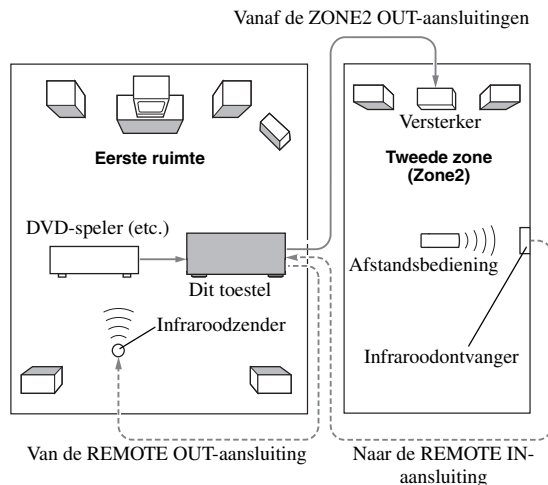 Vanaf de ZONE2 OUT-aansluitingen
Versterker
Eerste ruimte
Tweede zone
(Zone2)
DVD-speler (etc.)
Dit toestel
Afstandsbediening
Infraroodzender
Infraroodontvanger
Van de REMOTE OUT-aansluiting
Naar de REMOTE IN-
aansluiting